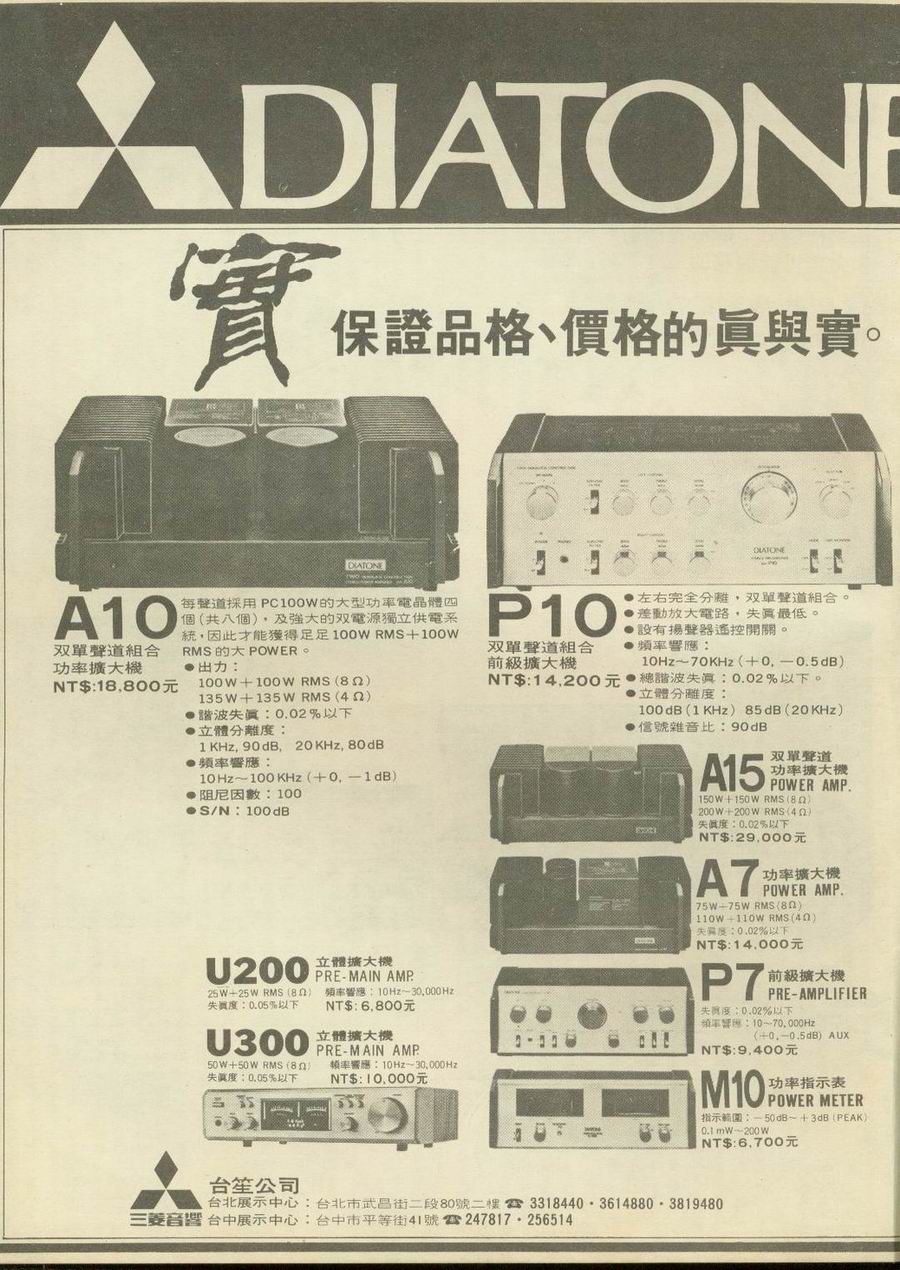 DIATONE
實
保證品格、價格的眞與實。
A10
双單聲道組合
功率擴大機
NT$:18,800元
每聲道採用PC100W的大型功率電晶體四
個(共八個)，及強大的双電源獨立供電系
統，因此才能獲得足足100W RMS+100W
RMS的大POWER。
●出力：
100W+100W RMS(8Ω)
135W+135W RMS(4Ω)
●諧波失眞：0.02%以下
●立體分離度：
1KHz, 90dB, 20KHz, 80dB
●頻率響應：
10Hz~100KHz(+0, -1dB)
●阻尼因數：100
●S/N：100dB
P10
双單聲道組合
前級擴大機
NT$:14,200元
●左右完全分離，双單聲道組合。
●差動放大電路，失眞最低。
●設有揚聲器遙控開關。
●頻率響應：
10Hz~70KHz(+0, -0.5dB)
●總諧波失眞：0.02%以下。
●立體分離度：
100dB(1KHz) 85dB(20KHz)
●信號雜音比：90dB
A15
双單聲道
功率擴大機
POWER AMP.
150W+150W RMS(8Ω)
200W+200W RMS(4Ω)
失眞度：0.02%以下
NT$:29,000元
A7
功率擴大機
POWER AMP.
75W+75W RMS(8Ω)
110W+110W RMS(4Ω)
失眞度：0.02%以下
NT$:14,000元
P7
前級擴大機
PRE-AMPLIFIER
失眞度：0.02%以下
頻率響應：10~70,000Hz
(+0, -0.5dB) AUX
NT$:9,400元
M10
功率指示表
POWER METER
指示範圍：-50dB~+3dB(PEAK)
0.1mW~200W
NT$:6,700元
U200
立體擴大機
PRE-MAIN AMP.
25W+25W RMS(8Ω) 頻率響應：10Hz~30,000Hz
失眞度：0.05%以下 NT$:6,800元
U300
立體擴大機
PRE-MAIN AMP.
50W+50W RMS(8Ω) 頻率響應：10Hz~30,000Hz
失眞度：0.05%以下 NT$:10,000元
三菱音響
台笙公司
台北展示中心：台北市武昌街二段80號二樓☎3318440·3614880·3819480
台中展示中心：台中市平等街41號☎247817·256514